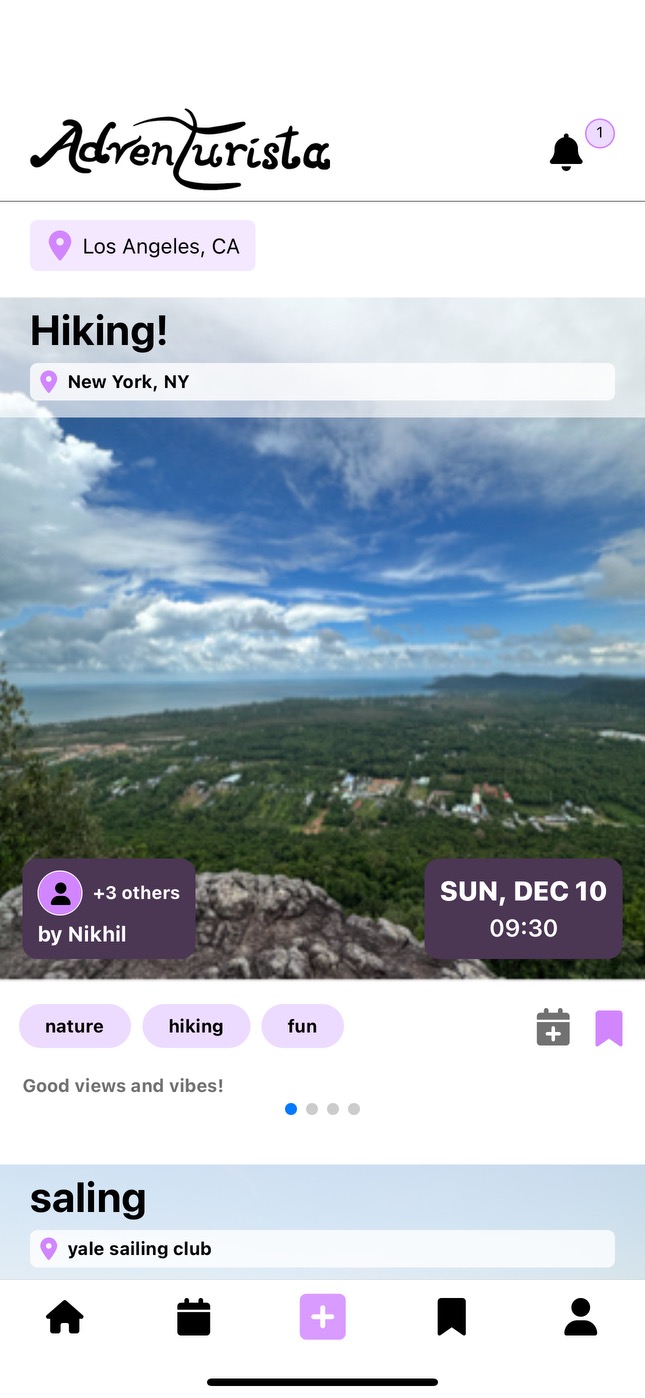 Adventurista
1
Los Angeles, CA
Hiking!
New York, NY
+3 others
by Nikhil
SUN, DEC 10
09:30
nature hiking fun
Good views and vibes!
saling
yale sailing club